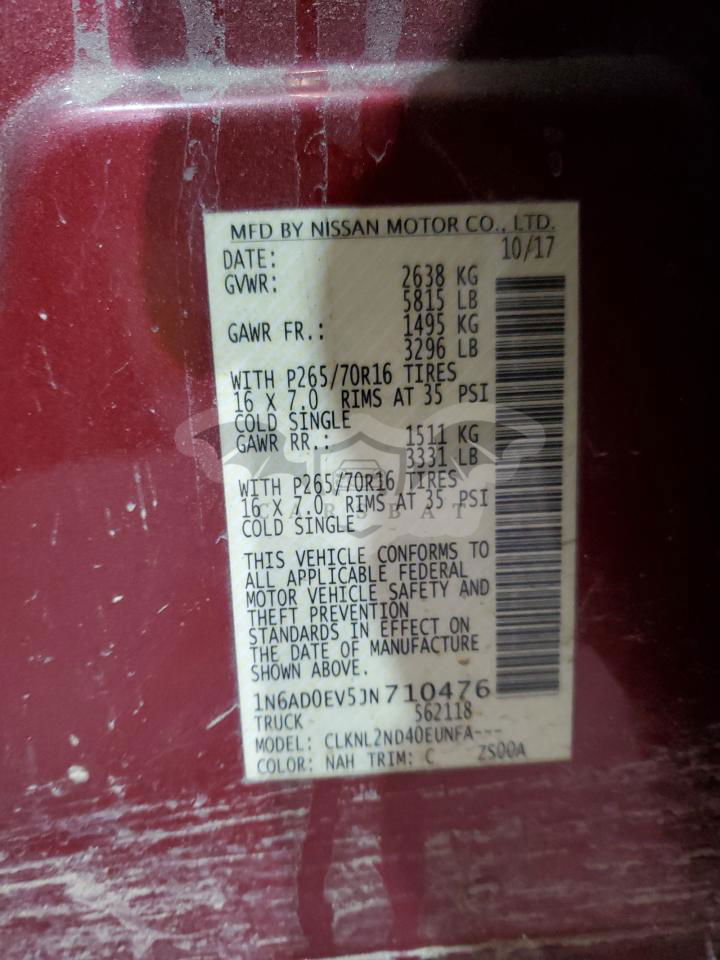 MFD BY NISSAN MOTOR CO., LTD.
DATE: 10/17
GVWR: 2638 KG
5815 LB
GAWR FR.: 1495 KG
3296 LB
WITH P265/70R16 TIRES
16 X 7.0 RIMS AT 35 PSI
COLD SINGLE
GAWR RR.: 1511 KG
3331 LB
WITH P265/70R16 TIRES
16 X 7.0 RIMS AT 35 PSI
COLD SINGLE
CARSBAT
THIS VEHICLE CONFORMS TO
ALL APPLICABLE FEDERAL
MOTOR VEHICLE SAFETY AND
THEFT PREVENTION
STANDARDS IN EFFECT ON
THE DATE OF MANUFACTURE
SHOWN ABOVE.
1N6AD0EV5JN710476
TRUCK 562118
MODEL: CLKNL2ND40EUNFA---
COLOR: NAH TRIM: C ZS00A